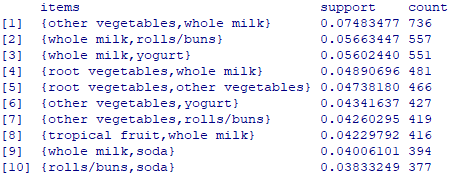 items support count
[1] {other vegetables,whole milk} 0.07483477 736
[2] {whole milk,rolls/buns} 0.05663447 557
[3] {whole milk,yogurt} 0.05602440 551
[4] {root vegetables,whole milk} 0.04890696 481
[5] {root vegetables,other vegetables} 0.04738180 466
[6] {other vegetables,yogurt} 0.04341637 427
[7] {other vegetables,rolls/buns} 0.04260295 419
[8] {tropical fruit,whole milk} 0.04229792 416
[9] {whole milk,soda} 0.04006101 394
[10] {rolls/buns,soda} 0.03833249 377